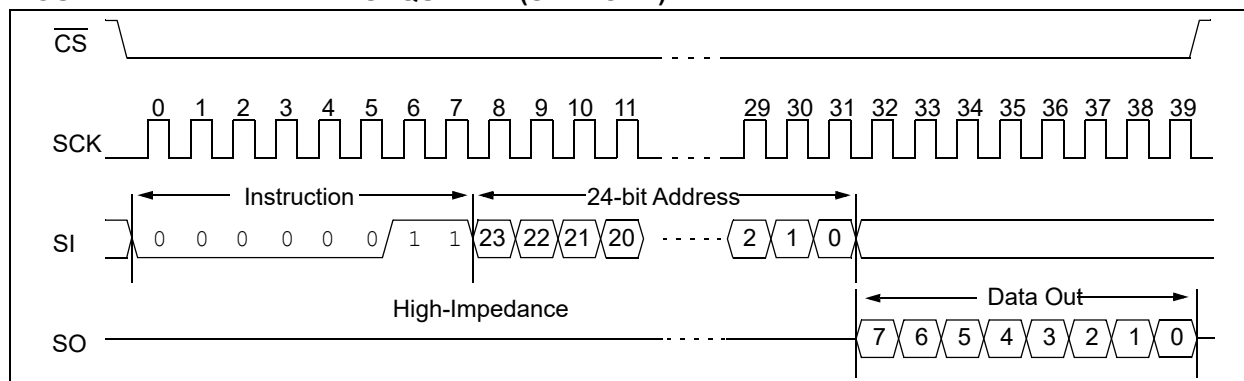 CS
0 1 2 3 4 5 6 7 8 9 10 11 29 30 31 32 33 34 35 36 37 38 39
SCK
Instruction 24-bit Address
SI 0 0 0 0 0 0 1 1 23 22 21 20 2 1 0
High-Impedance Data Out
SO 7 6 5 4 3 2 1 0